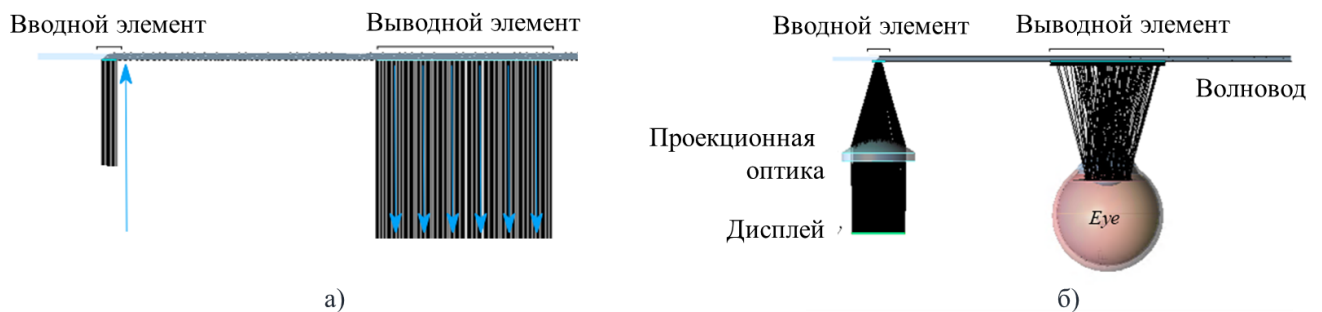 Вводной элемент
Выводной элемент
а)
Вводной элемент
Выводной элемент
Волновод
Проекционная
оптика
Дисплей
Eye
б)